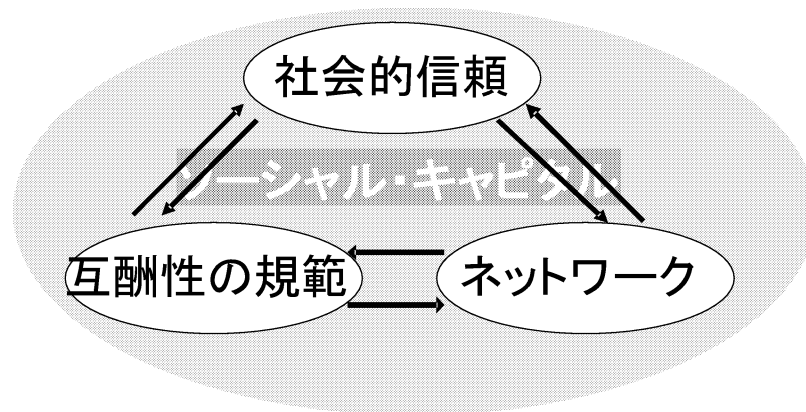 社会的信頼
ソーシャル・キャピタル
互酬性の規範
ネットワーク